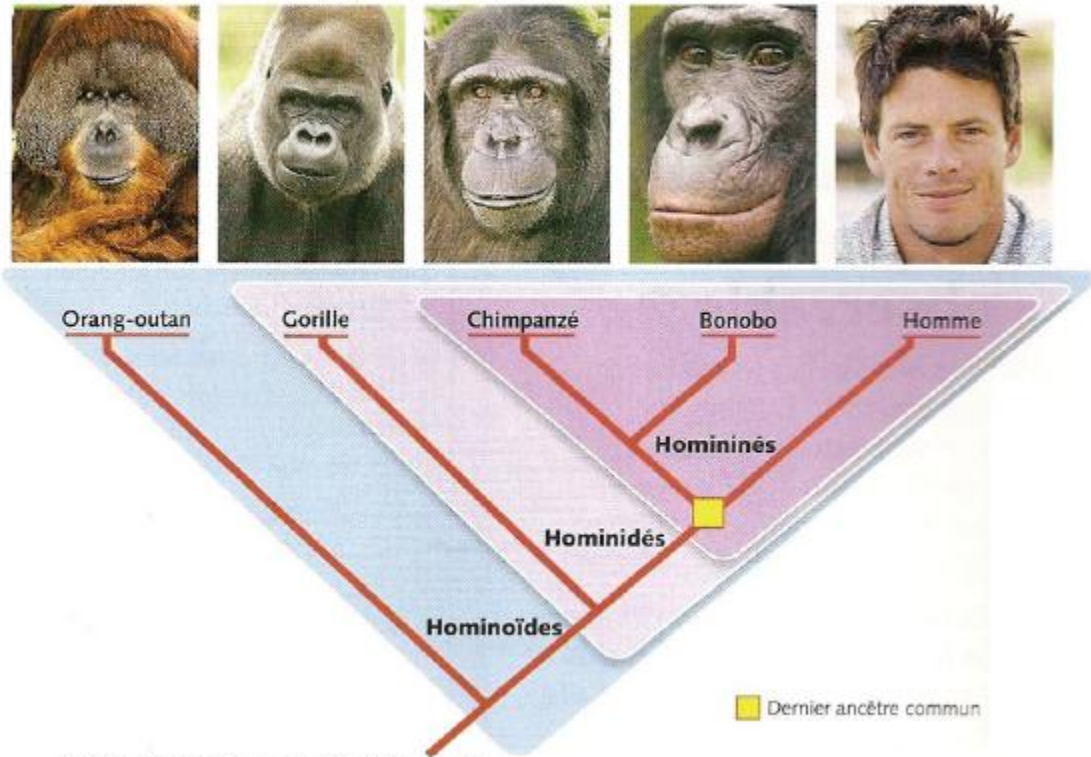 Orang-outan
Gorille
Chimpanzé
Bonobo
Homme
Homininés
Hominidés
Hominoïdes
Dernier ancêtre commun